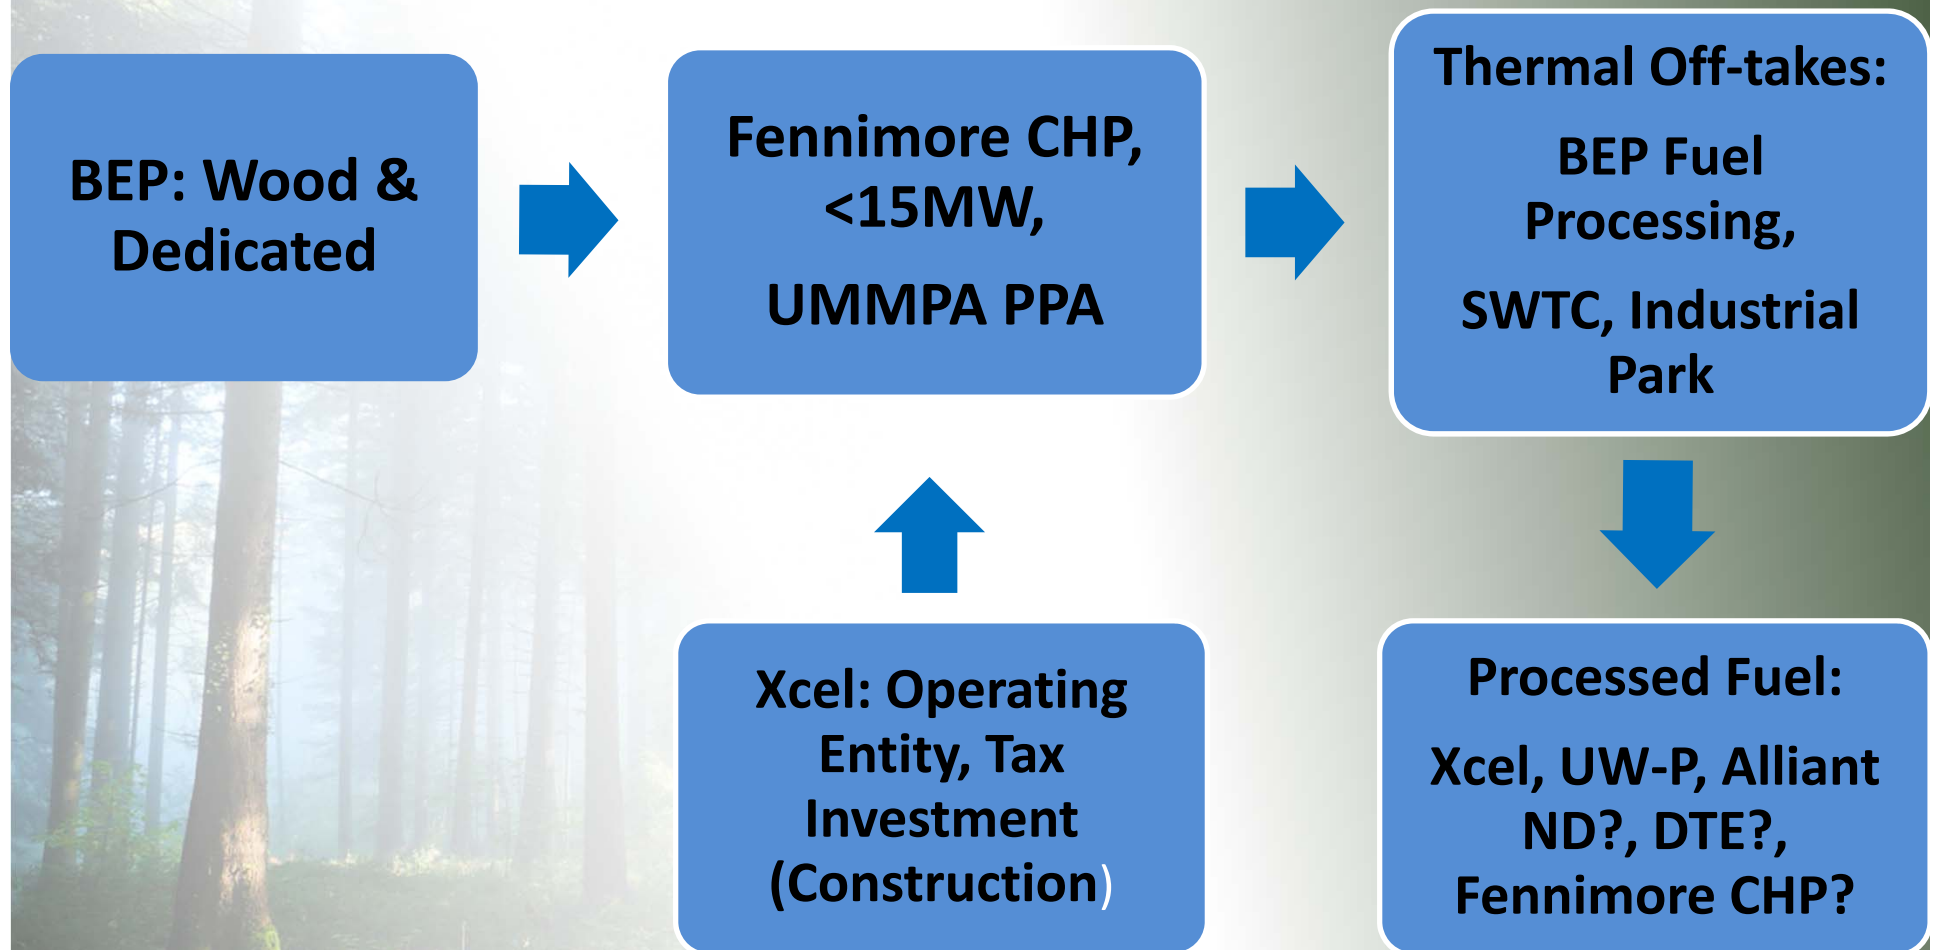 BEP: Wood &
Dedicated
Fennimore CHP,
<15MW,
UMMPA PPA
Thermal Off-takes:
BEP Fuel
Processing,
SWTC, Industrial
Park
Xcel: Operating
Entity, Tax
Investment
(Construction)
Processed Fuel:
Xcel, UW-P, Alliant
ND?, DTE?,
Fennimore CHP?